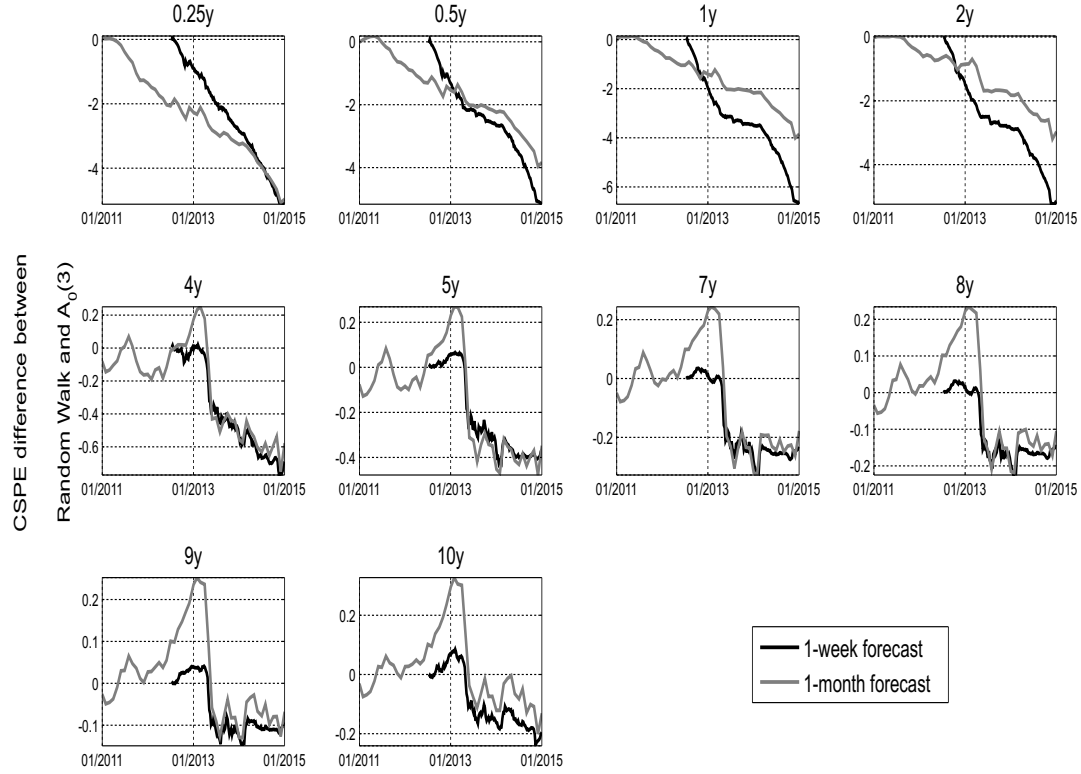 CSPE difference between
Random Walk and A0(3)
0.25y
0
-2
-4
01/2011 01/2013 01/2015
0.5y
0
-2
-4
01/2011 01/2013 01/2015
1y
0
-2
-4
-6
01/2011 01/2013 01/2015
2y
0
-2
-4
01/2011 01/2013 01/2015
4y
0.2
0
-0.2
-0.4
-0.6
01/2011 01/2013 01/2015
5y
0.2
0
-0.2
-0.4
01/2011 01/2013 01/2015
7y
0.2
0
-0.2
01/2011 01/2013 01/2015
8y
0.2
0.1
0
-0.1
-0.2
01/2011 01/2013 01/2015
9y
0.2
0.1
0
-0.1
01/2011 01/2013 01/2015
10y
0.2
0
-0.2
01/2011 01/2013 01/2015
1-week forecast
1-month forecast